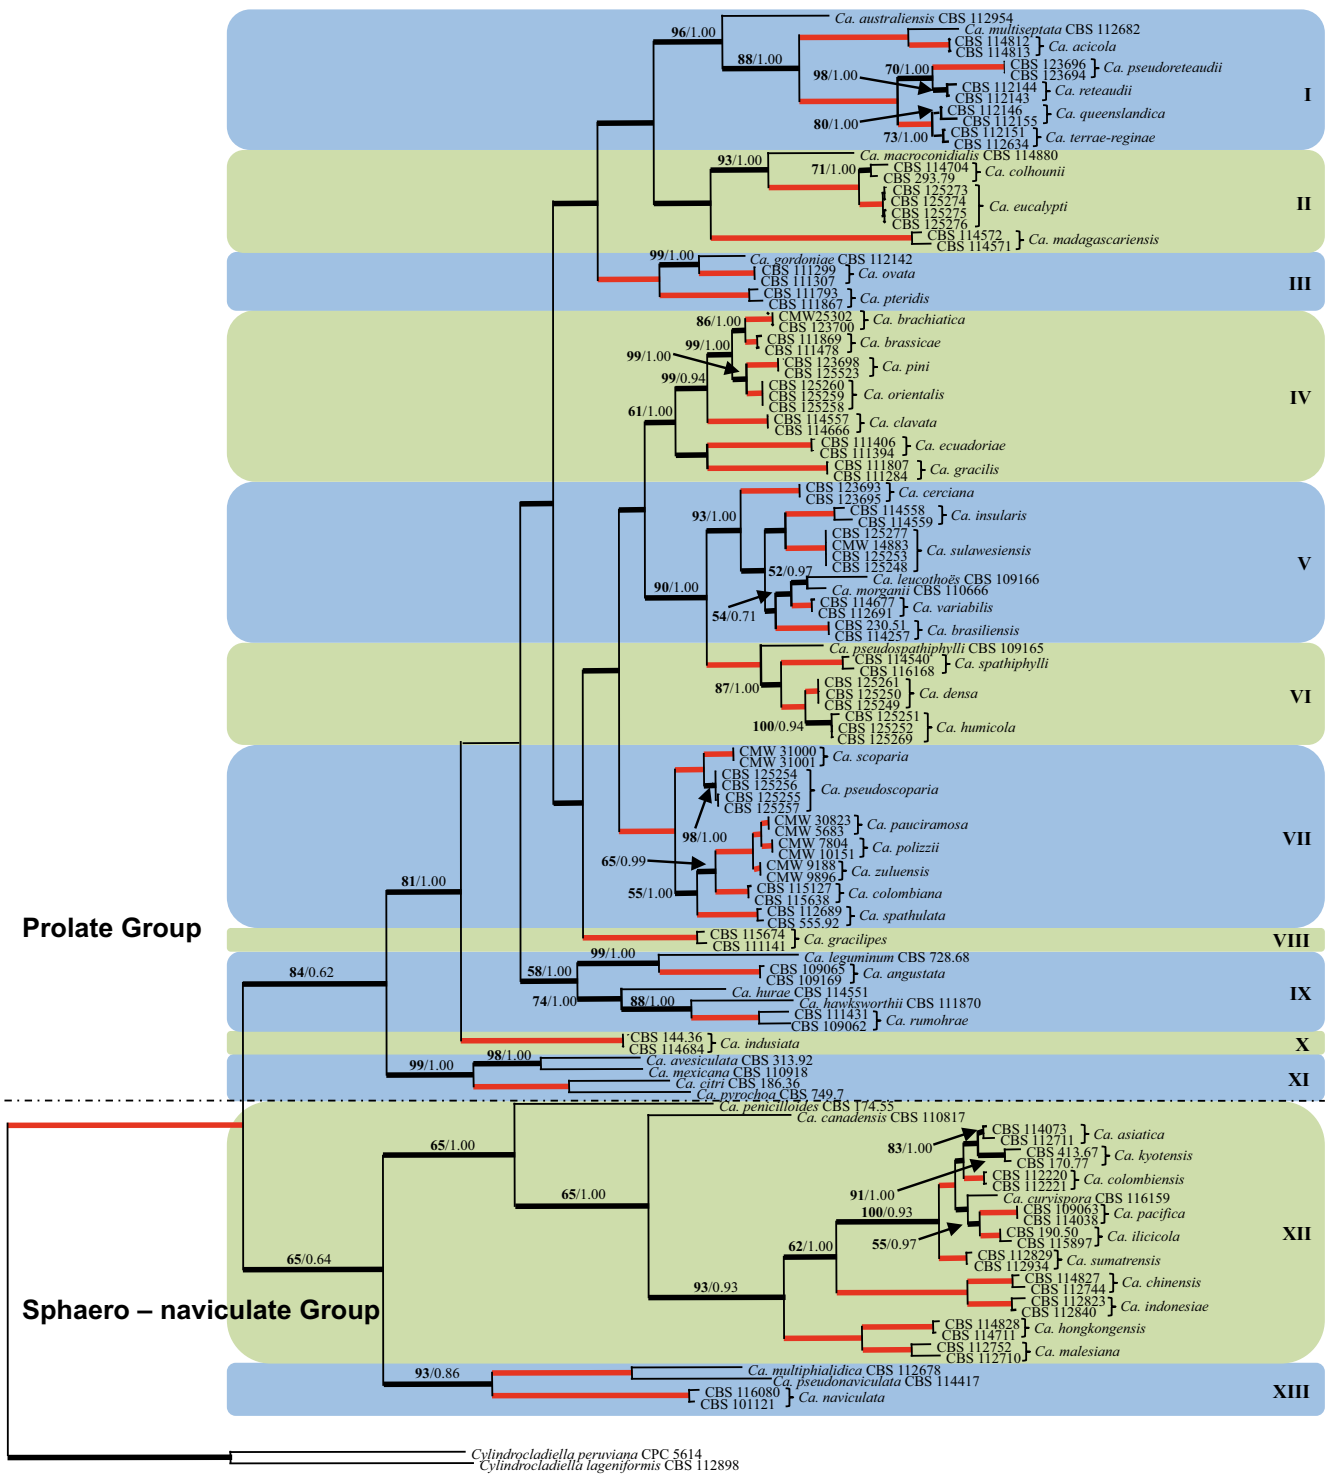 Ca. australiensis CBS 112954
96/1.00
Ca. multiseptata CBS 112682
CBS 114812
CBS 114813
Ca. acicola
88/1.00
70/1.00
CBS 123696
CBS 123694
Ca. pseudoreteaudii
98/1.00
CBS 112144
CBS 112143
Ca. reteaudii
I
CBS 112146
CBS 112155
Ca. queenslandica
80/1.00
73/1.00
CBS 112151
CBS 112634
Ca. terrae-reginae
Ca. macroconidialis CBS 114880
93/1.00
71/1.00
CBS 114704
CBS 293.79
Ca. colhounii
CBS 125273
CBS 125274
CBS 125275
CBS 125276
Ca. eucalypti
II
CBS 114572
CBS 114571
Ca. madagascariensis
99/1.00
Ca. gordoniae CBS 112142
CBS 111299
CBS 111307
Ca. ovata
III
CBS 111793
CBS 111867
Ca. pteridis
86/1.00
CMW25302
CBS 123700
Ca. brachiatica
99/1.00
CBS 111869
CBS 111478
Ca. brassicae
99/1.00
CBS 123698
CBS 125523
Ca. pini
99/0.94
CBS 125260
CBS 125259
CBS 125258
Ca. orientalis
IV
61/1.00
CBS 114557
CBS 114666
Ca. clavata
CBS 111406
CBS 111394
Ca. ecuadoriae
CBS 111807
CBS 111284
Ca. gracilis
CBS 123693
CBS 123695
Ca. cerciana
93/1.00
CBS 114558
CBS 114559
Ca. insularis
CBS 125277
CMW 14883
CBS 125253
CBS 125248
Ca. sulawesiensis
V
52/0.97
Ca. leucothoës CBS 109166
Ca. morganii CBS 110666
90/1.00
54/0.71
CBS 114677
CBS 112691
Ca. variabilis
CBS 230.51
CBS 114257
Ca. brasiliensis
Ca. pseudospathiphylli CBS 109165
CBS 114540
CBS 116168
Ca. spathiphylli
87/1.00
CBS 125261
CBS 125250
CBS 125249
Ca. densa
VI
100/0.94
CBS 125251
CBS 125252
CBS 125269
Ca. humicola
CMW 31000
CMW 31001
Ca. scoparia
CBS 125254
CBS 125256
CBS 125255
CBS 125257
Ca. pseudoscoparia
98/1.00
CMW 30823
CMW 5683
Ca. pauciramosa
VII
CMW 7804
CMW 10151
Ca. polizzii
65/0.99
CMW 9188
CMW 9896
Ca. zuluensis
55/1.00
CBS 115127
CBS 115638
Ca. colombiana
81/1.00
CBS 112689
CBS 555.92
Ca. spathulata
Prolate Group
CBS 115674
CBS 111141
Ca. gracilipes
VIII
99/1.00
Ca. leguminum CBS 728.68
84/0.62
58/1.00
CBS 109065
CBS 109169
Ca. angustata
IX
74/1.00
Ca. hurae CBS 114551
88/1.00
Ca. hawksworthii CBS 111870
CBS 111431
CBS 109062
Ca. rumohrae
CBS 144.36
CBS 114684
Ca. indusiata
X
98/1.00
Ca. avesiculata CBS 313.92
99/1.00
Ca. mexicana CBS 110918
Ca. citri CBS 186.36
XI
Ca. pyrochoa CBS 749.7
Ca. penicilloides CBS 174.55
Ca. canadensis CBS 110817
CBS 114073
CBS 112711
Ca. asiatica
65/1.00
83/1.00
CBS 413.67
CBS 170.77
Ca. kyotensis
CBS 112220
CBS 112221
Ca. colombiensis
65/1.00
91/1.00
Ca. curvispora CBS 116159
100/0.93
CBS 109063
CBS 114038
Ca. pacifica
XII
62/1.00
55/0.97
CBS 190.50
CBS 115897
Ca. ilicicola
65/0.64
CBS 112829
CBS 112934
Ca. sumatrensis
93/0.93
CBS 114827
CBS 112744
Ca. chinensis
Sphaero – naviculate Group
CBS 112823
CBS 112840
Ca. indonesiae
CBS 114828
CBS 114711
Ca. hongkongensis
CBS 112752
CBS 112710
Ca. malesiana
93/0.86
Ca. multiphialidica CBS 112678
Ca. pseudonaviculata CBS 114417
XIII
CBS 116080
CBS 101121
Ca. naviculata
Cylindrocladiella peruviana CPC 5614
Cylindrocladiella lageniformis CBS 112898